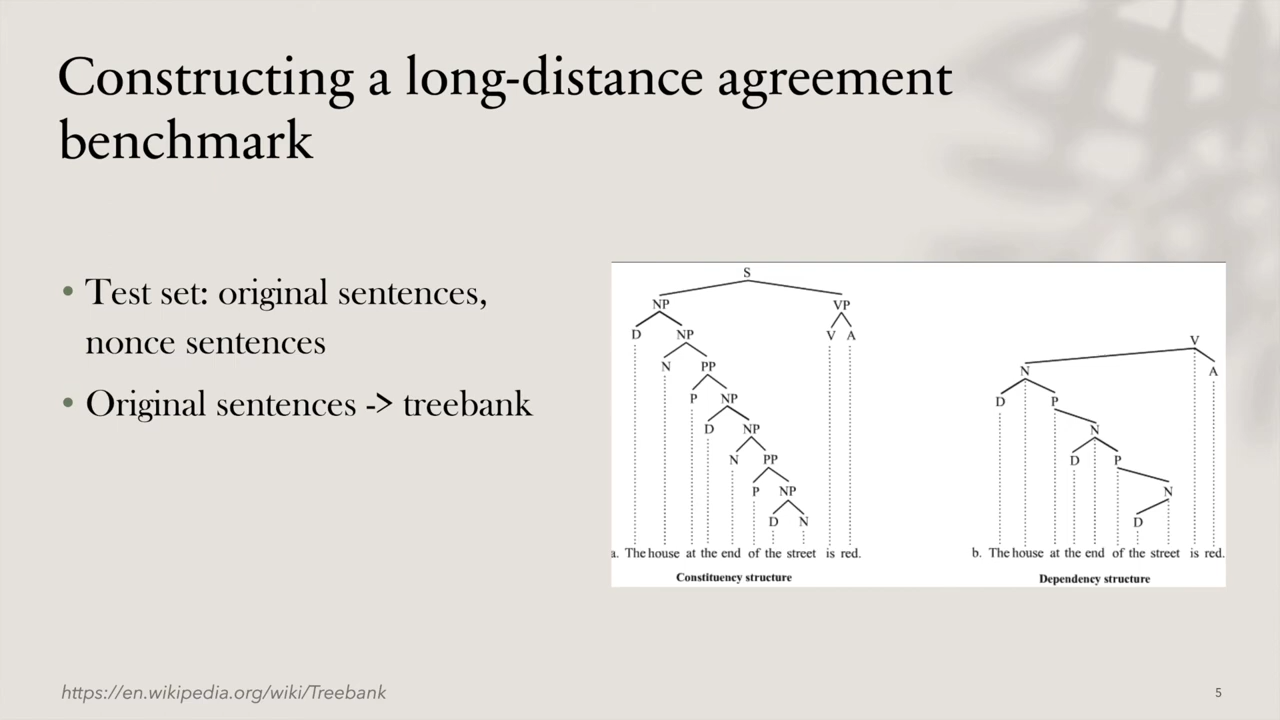 Constructing a long-distance agreement
benchmark
• Test set: original sentences,
nonce sentences
• Original sentences -> treebank
S
NP VP
D NP V A
N PP
P NP
D NP
N PP
P NP
D N
a. The house at the end of the street is red.
Constituency structure
V
N A
D P
N
D P
N
D
b. The house at the end of the street is red.
Dependency structure
https://en.wikipedia.org/wiki/Treebank
5